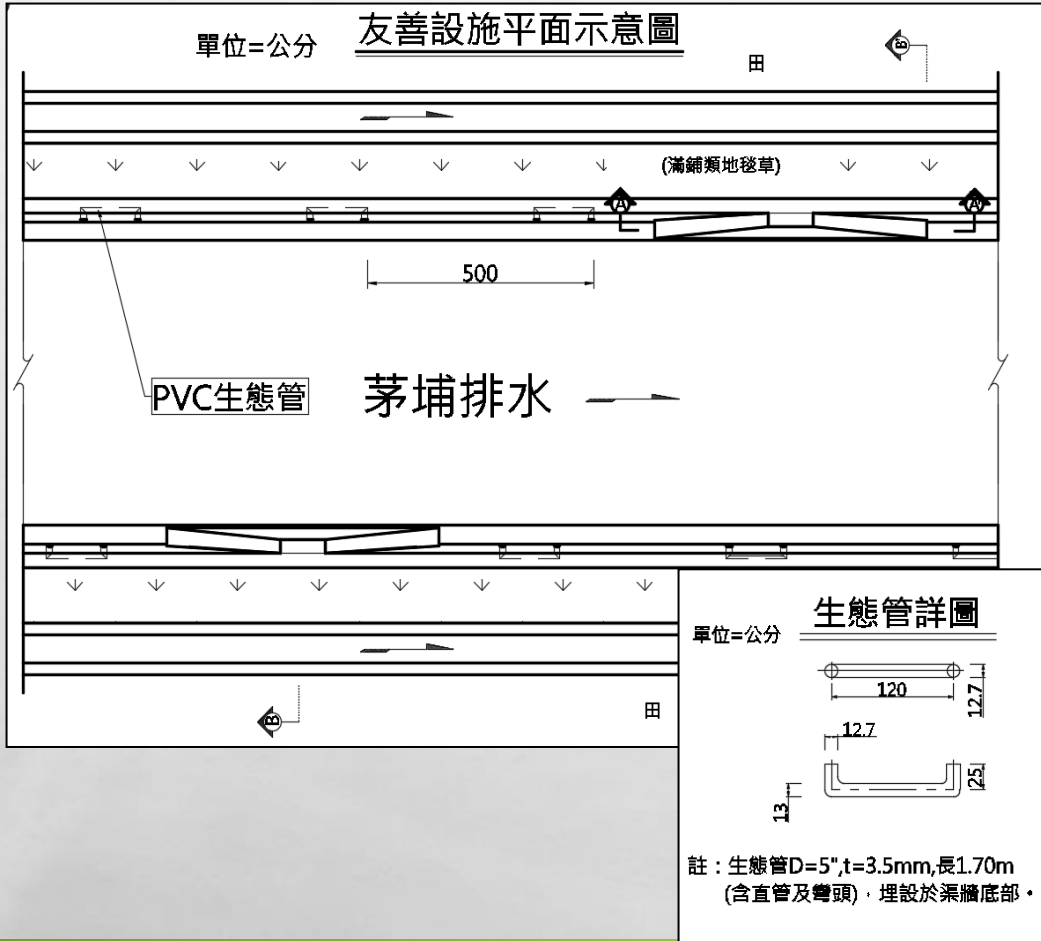 友善設施平面示意圖
單位=公分
田
B'
(滿鋪類地毯草)
A
A'
500
PVC生態管
茅埔排水
B
田
生態管詳圖
單位=公分
120
12.7
12.7
25
13
註：生態管D=5",t=3.5mm,長1.70m
(含直管及彎頭)，埋設於渠牆底部。